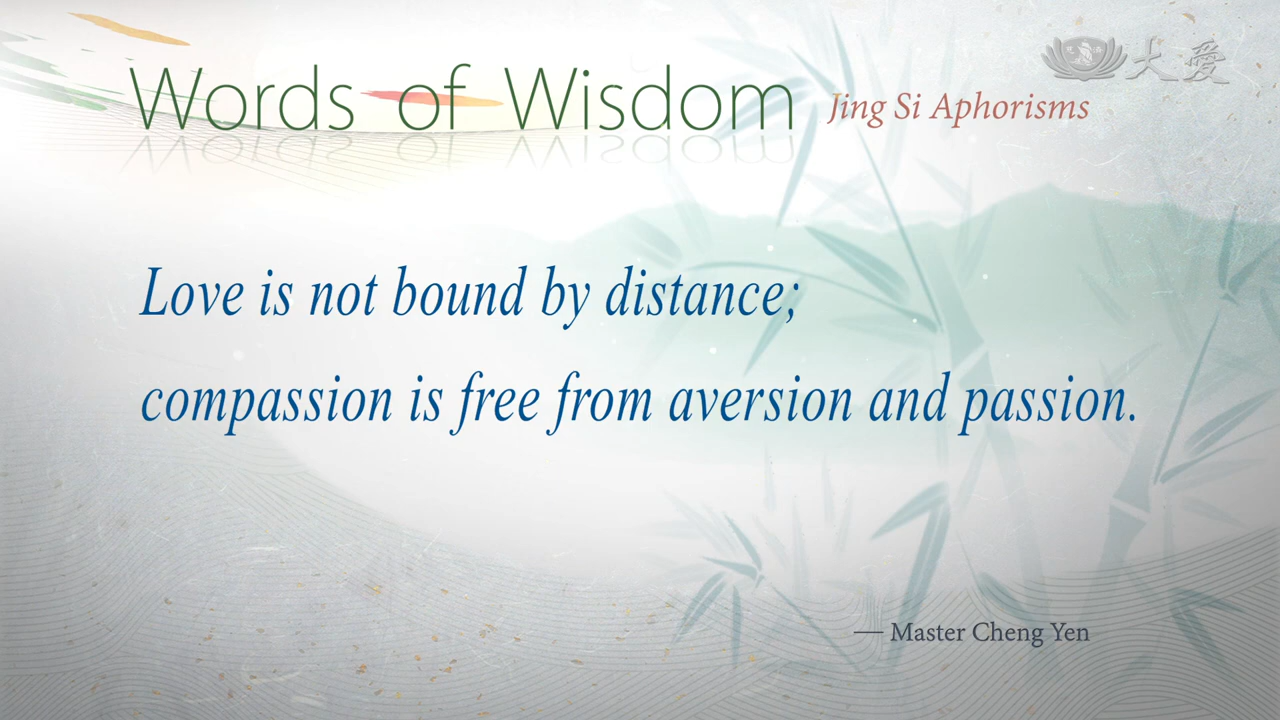 Words of Wisdom Jing Si Aphorisms
大愛
Love is not bound by distance;
compassion is free from aversion and passion.
— Master Cheng Yen